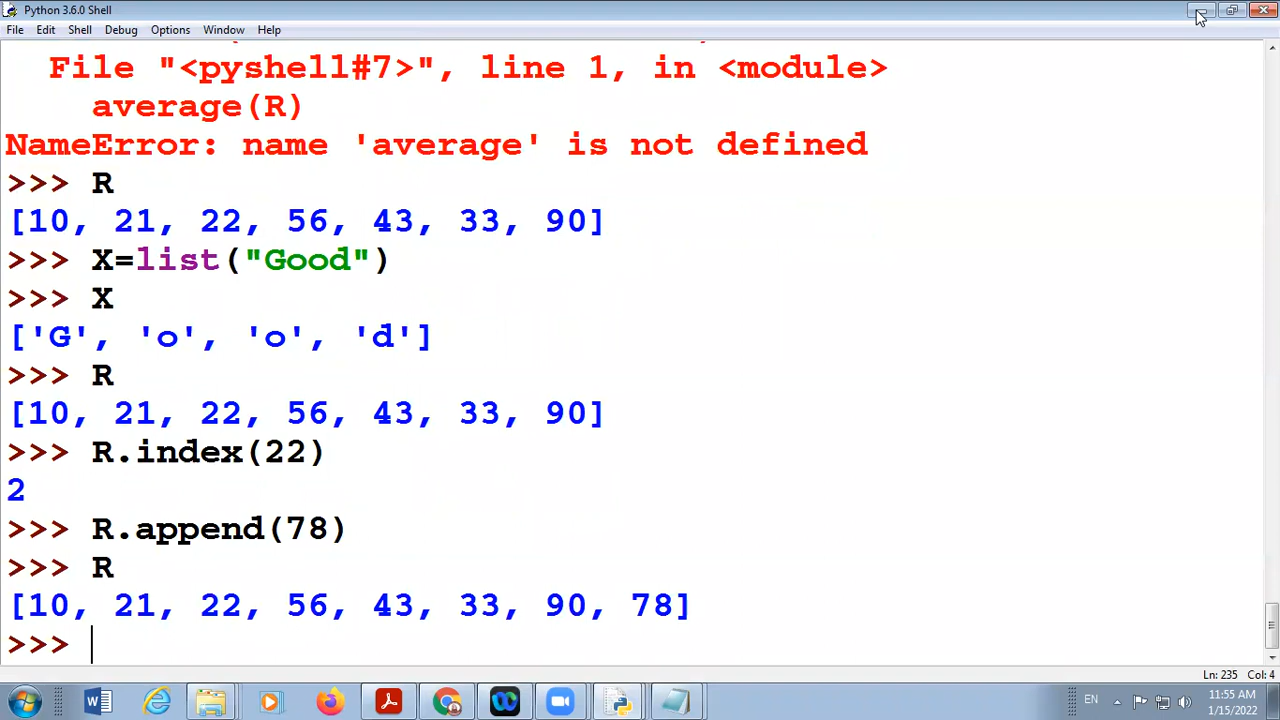 Python 3.6.0 Shell
File Edit Shell Debug Options Window Help
File "<pyshell#7>", line 1, in <module>
average(R)
NameError: name 'average' is not defined
>>> R
[10, 21, 22, 56, 43, 33, 90]
>>> X=list("Good")
>>> X
['G', 'o', 'o', 'd']
>>> R
[10, 21, 22, 56, 43, 33, 90]
>>> R.index(22)
2
>>> R.append(78)
>>> R
[10, 21, 22, 56, 43, 33, 90, 78]
>>>
Ln: 235 Col: 4
EN
11:55 AM
1/15/2022